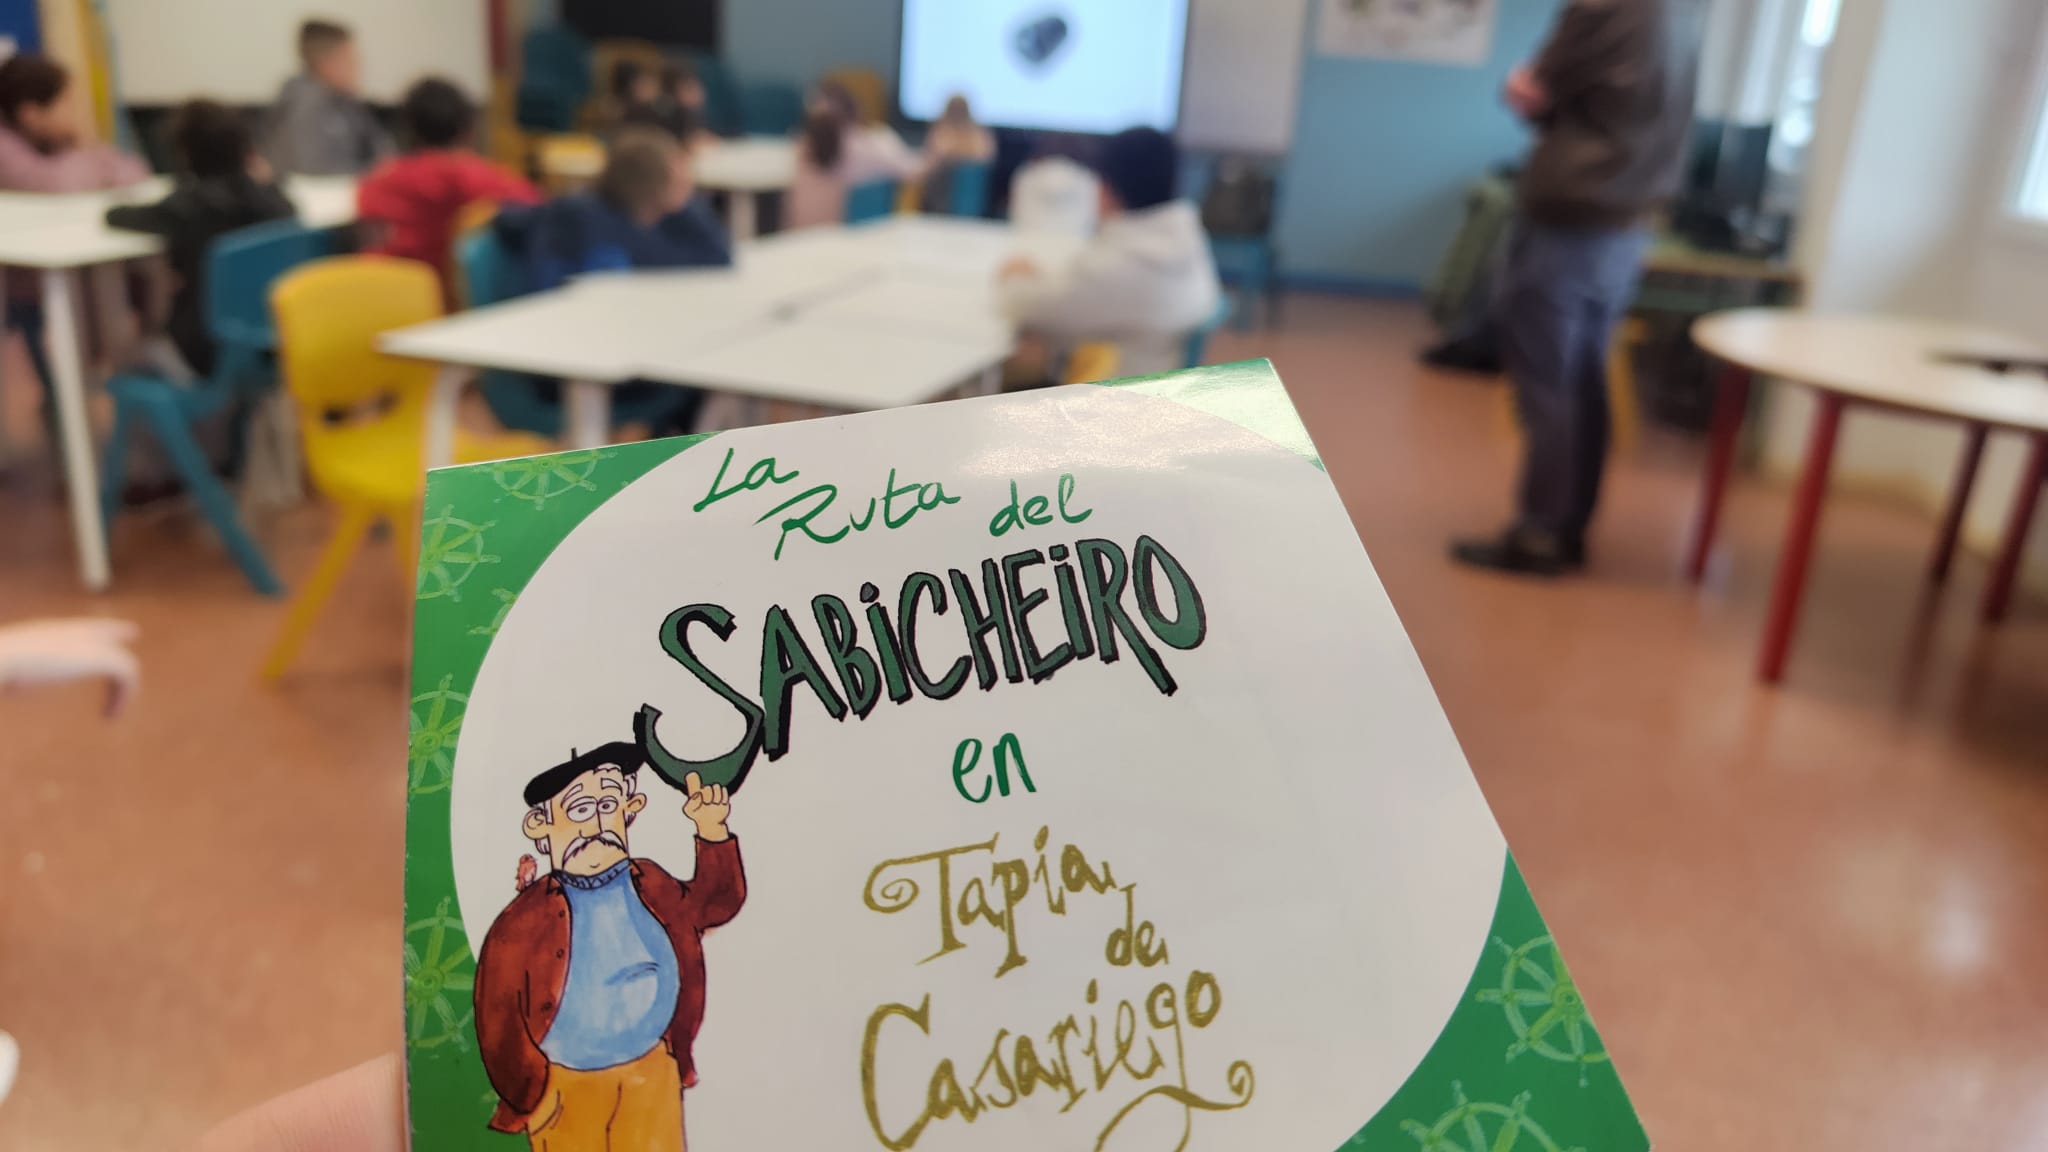 La
Ruta del
SABiCHEiRO
en
Tapia
de
Casariego